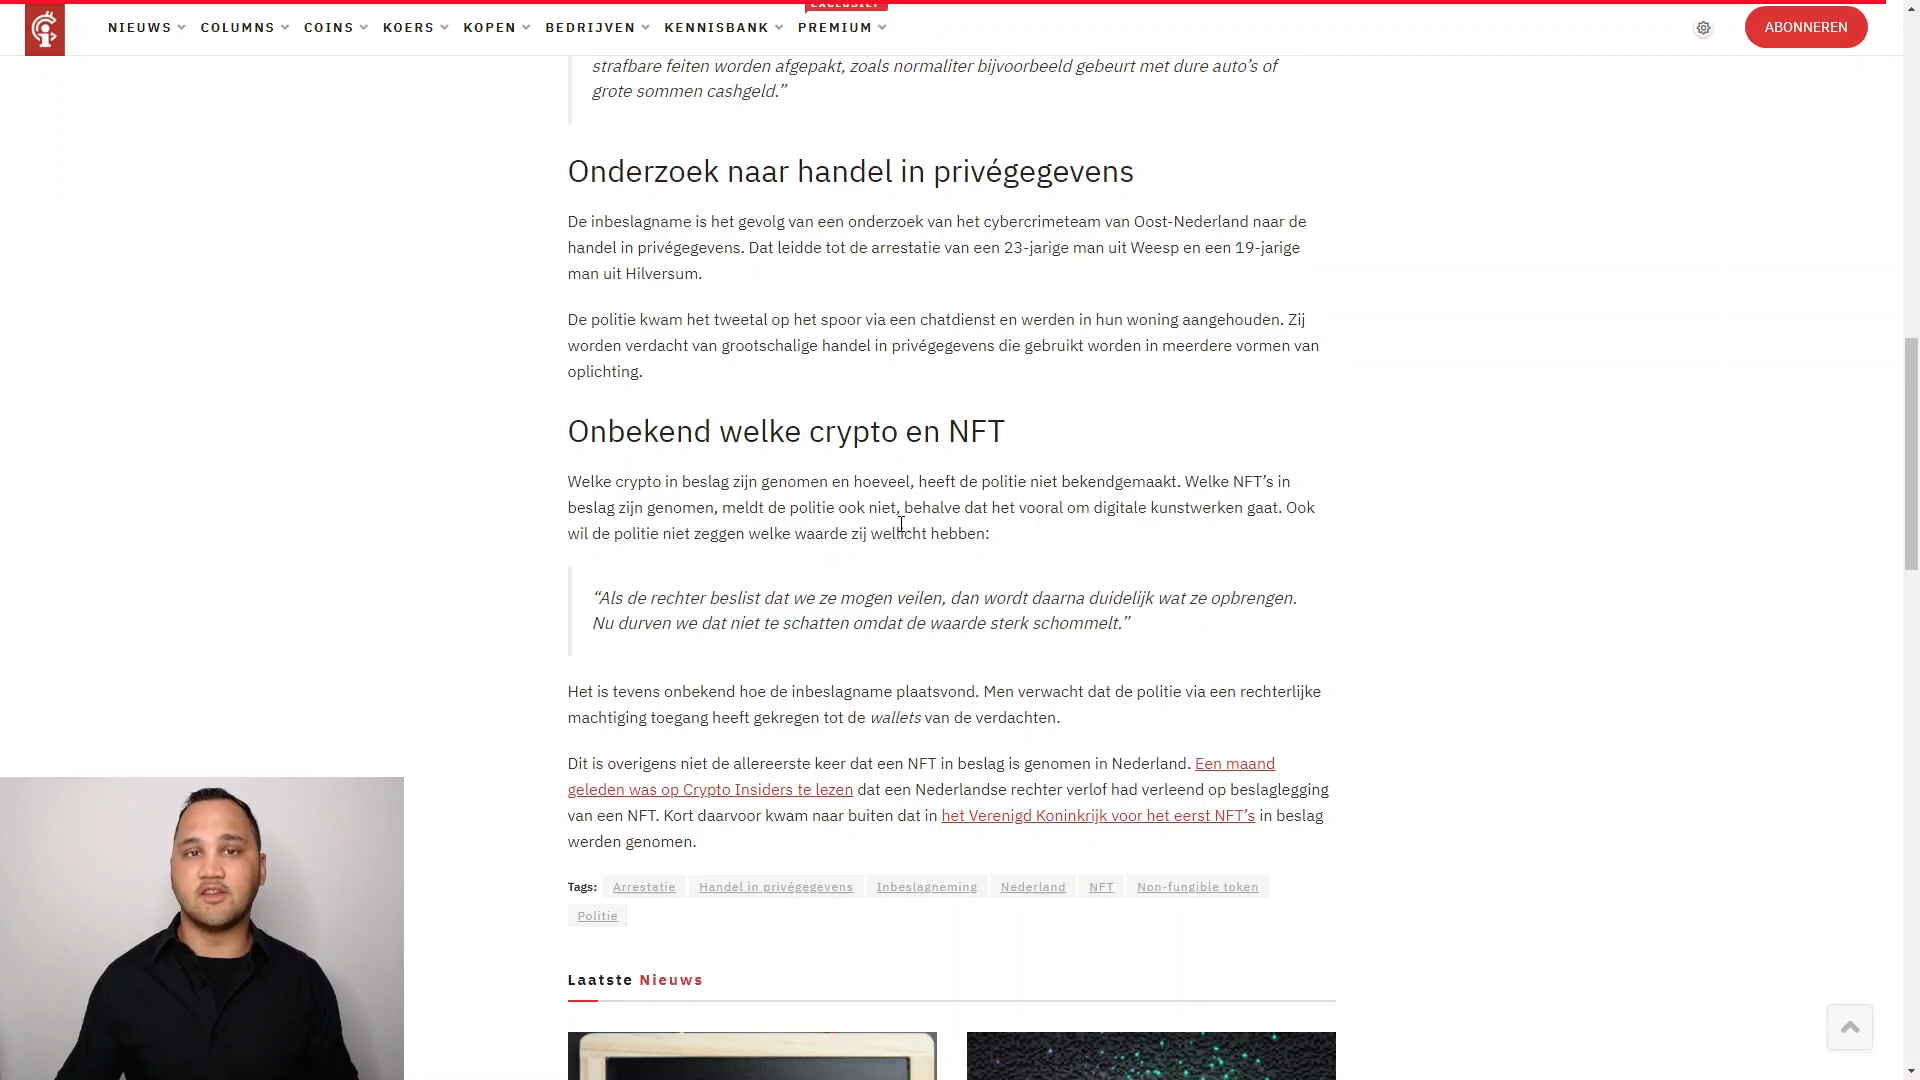 EXCLUSIEF
NIEUWS COLUMNS COINS KOERS KOPEN BEDRIJVEN KENNISBANK PREMIUM ABONNEREN
strafbare feiten worden afgepakt, zoals normaliter bijvoorbeeld gebeurt met dure auto’s of
grote sommen cashgeld.”
Onderzoek naar handel in privégegevens
De inbeslagname is het gevolg van een onderzoek van het cybercrimeteam van Oost-Nederland naar de
handel in privégegevens. Dat leidde tot de arrestatie van een 23-jarige man uit Weesp en een 19-jarige
man uit Hilversum.
De politie kwam het tweetal op het spoor via een chatdienst en werden in hun woning aangehouden. Zij
worden verdacht van grootschalige handel in privégegevens die gebruikt worden in meerdere vormen van
oplichting.
Onbekend welke crypto en NFT
Welke crypto in beslag zijn genomen en hoeveel, heeft de politie niet bekendgemaakt. Welke NFT’s in
beslag zijn genomen, meldt de politie ook niet, behalve dat het vooral om digitale kunstwerken gaat. Ook
wil de politie niet zeggen welke waarde zij wellicht hebben:
“Als de rechter beslist dat we ze mogen veilen, dan wordt daarna duidelijk wat ze opbrengen.
Nu durven we dat niet te schatten omdat de waarde sterk schommelt.”
Het is tevens onbekend hoe de inbeslagname plaatsvond. Men verwacht dat de politie via een rechterlijke
machtiging toegang heeft gekregen tot de wallets van de verdachten.
Dit is overigens niet de allereerste keer dat een NFT in beslag is genomen in Nederland. Een maand
geleden was op Crypto Insiders te lezen dat een Nederlandse rechter verlof had verleend op beslaglegging
van een NFT. Kort daarvoor kwam naar buiten dat in het Verenigd Koninkrijk voor het eerst NFT’s in beslag
werden genomen.
Tags: Arrestatie Handel in privégegevens Inbeslagneming Nederland NFT Non-fungible token
Politie
Laatste Nieuws